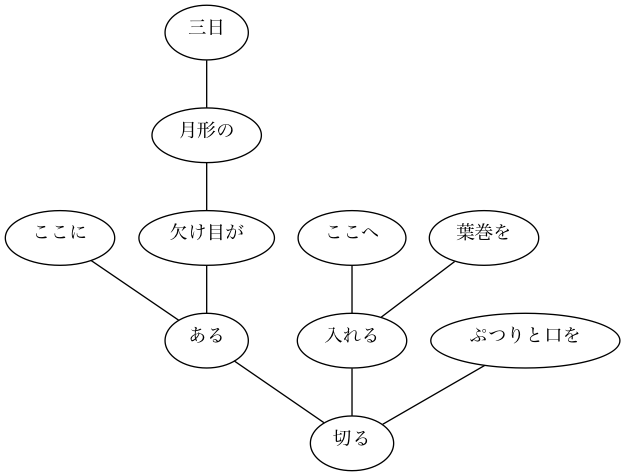 三日
月形の
ここに
欠け目が
ここへ
葉巻を
ある
入れる
ぷつりと口を
切る